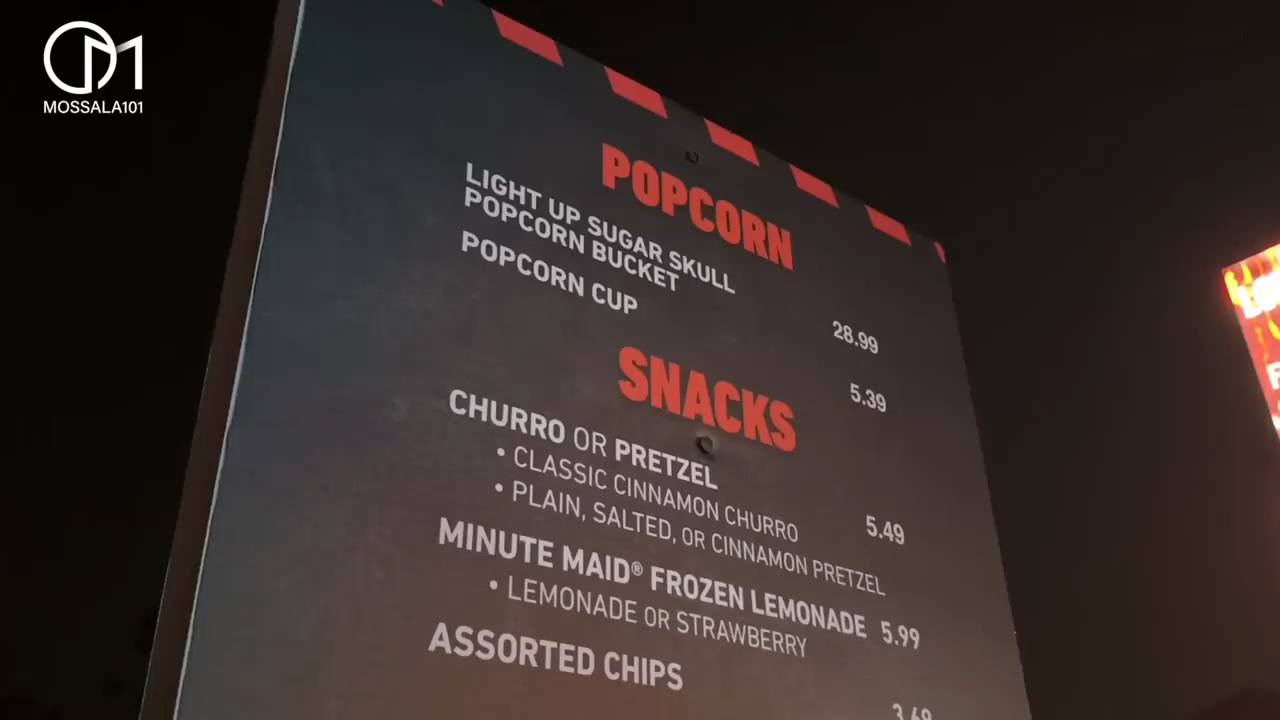 MOSSALA101
POPCORN
LIGHT UP SUGAR SKULL
POPCORN BUCKET 28.99
POPCORN CUP 5.39
SNACKS
CHURRO OR PRETZEL 5.49
• CLASSIC CINNAMON CHURRO
• PLAIN, SALTED, OR CINNAMON PRETZEL
MINUTE MAID® FROZEN LEMONADE 5.99
• LEMONADE OR STRAWBERRY
ASSORTED CHIPS 3.69